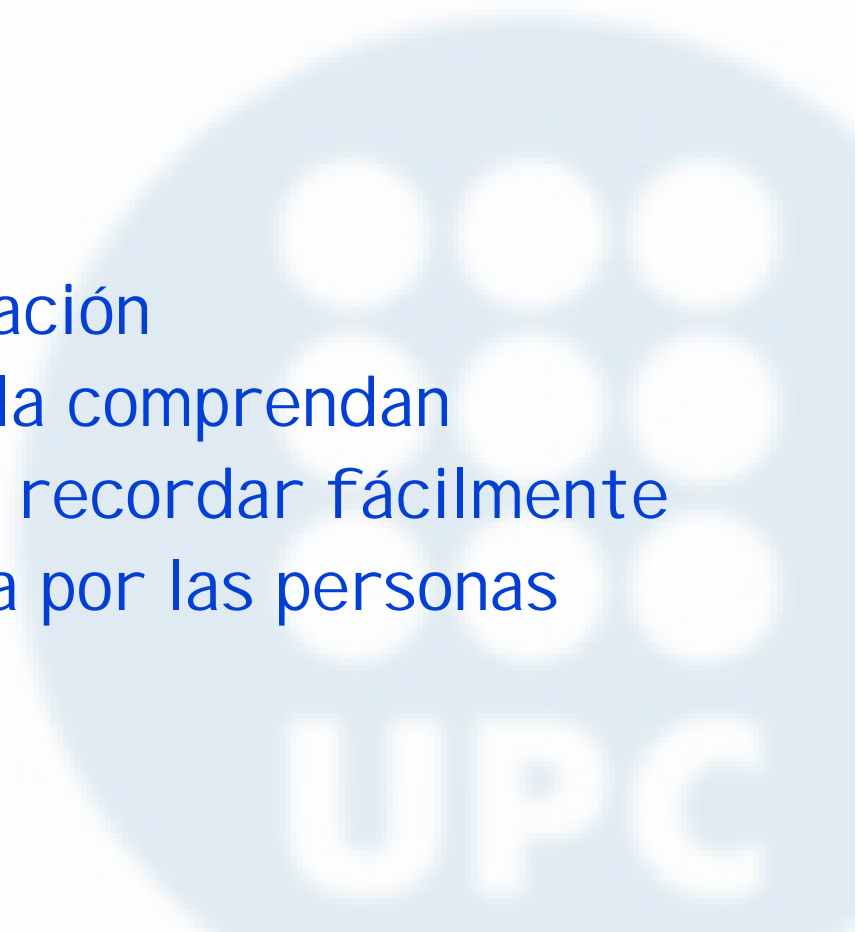 ación
la comprendan
recordar fácilmente
a por las personas
UPC